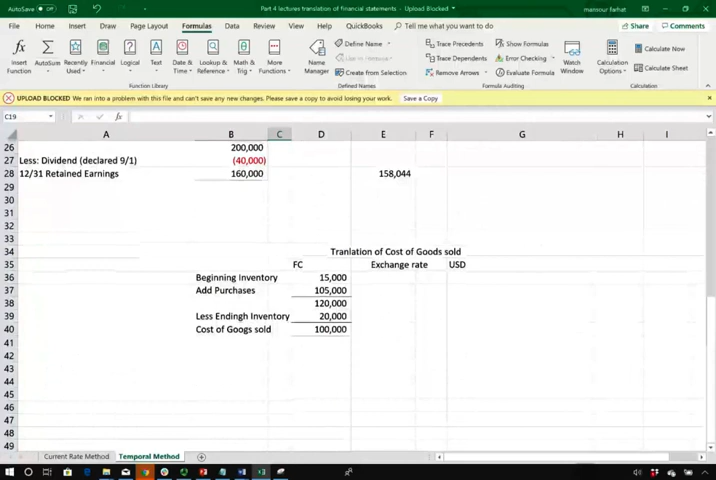 AutoSave Off
Part 4 lectures translation of financial statements - Upload Blocked
mansour farhat
File Home Insert Draw Page Layout Formulas Data Review View Help QuickBooks Tell me what you want to do
Share Comments
Insert Function
AutoSum
Recently Used
Financial
Logical
Text
Date & Time
Lookup & Reference
Math & Trig
More Functions
Function Library
Name Manager
Define Name
Use in Formula
Create from Selection
Defined Names
Trace Precedents
Trace Dependents
Remove Arrows
Show Formulas
Error Checking
Evaluate Formula
Formula Auditing
Watch Window
Calculation Options
Calculate Now
Calculate Sheet
Calculation
UPLOAD BLOCKED We ran into a problem with this file and can't save any new changes. Please save a copy to avoid losing your work. Save a Copy
C19 fx
A B C D E F G H I
26 200,000
27 Less: Dividend (declared 9/1) (40,000)
28 12/31 Retained Earnings 160,000 158,044
29
30
31
32
33
34 Tranlation of Cost of Goods sold
35 FC Exchange rate USD
36 Beginning Inventory 15,000
37 Add Purchases 105,000
38 120,000
39 Less Endingh Inventory 20,000
40 Cost of Googs sold 100,000
41
42
43
44
45
46
47
48
49
Current Rate Method Temporal Method